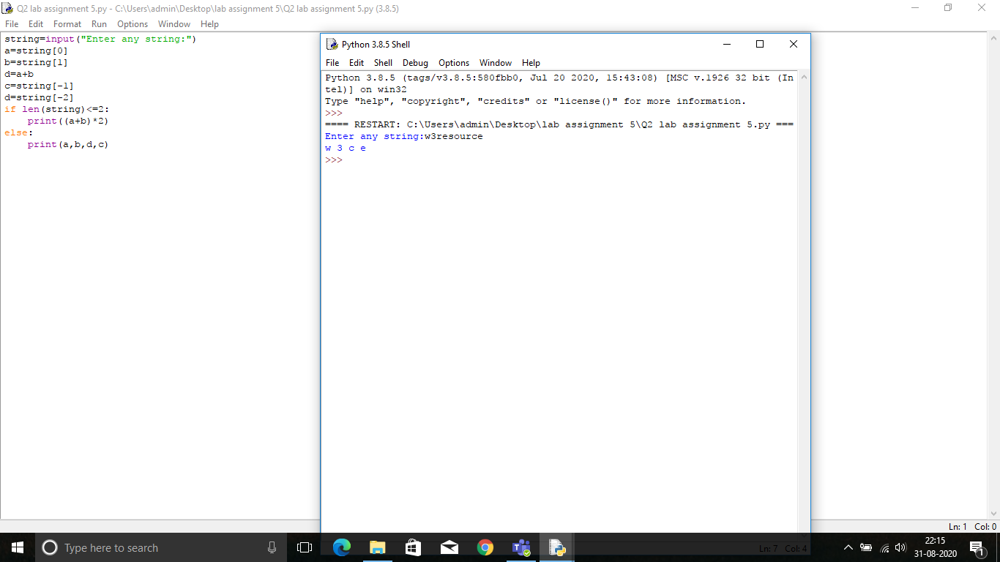 Q2 lab assignment 5.py - C:\Users\admin\Desktop\lab assignment 5\Q2 lab assignment 5.py (3.8.5)
File Edit Format Run Options Window Help
string=input("Enter any string:")
a=string[0]
b=string[1]
d=a+b
c=string[-1]
d=string[-2]
if len(string)<=2:
    print((a+b)*2)
else:
    print(a,b,d,c)
Python 3.8.5 Shell
File Edit Shell Debug Options Window Help
Python 3.8.5 (tags/v3.8.5:580fbb0, Jul 20 2020, 15:43:08) [MSC v.1926 32 bit (In
tel)] on win32
Type "help", "copyright", "credits" or "license()" for more information.
>>>
==== RESTART: C:\Users\admin\Desktop\lab assignment 5\Q2 lab assignment 5.py ===
Enter any string:w3resource
w 3 c e
>>>
Ln: 1 Col: 0
Ln: 7 Col: 4
Type here to search
22:15
31-08-2020
1